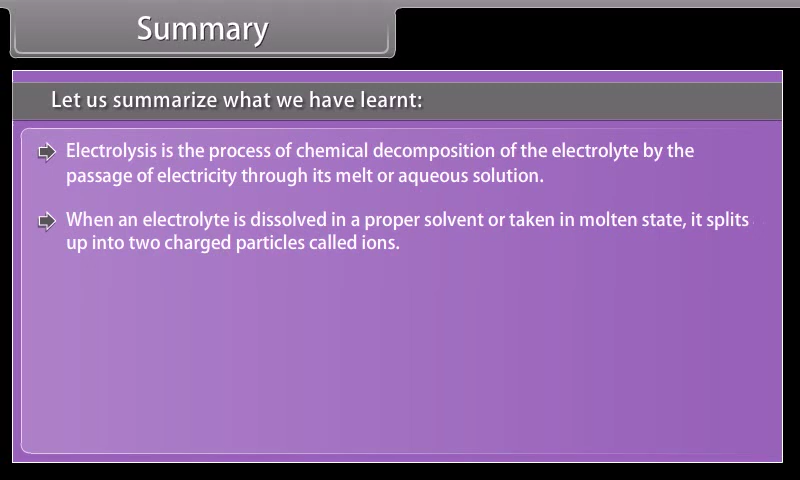 Summary
Let us summarize what we have learnt:
Electrolysis is the process of chemical decomposition of the electrolyte by the
passage of electricity through its melt or aqueous solution.
When an electrolyte is dissolved in a proper solvent or taken in molten state, it splits
up into two charged particles called ions.